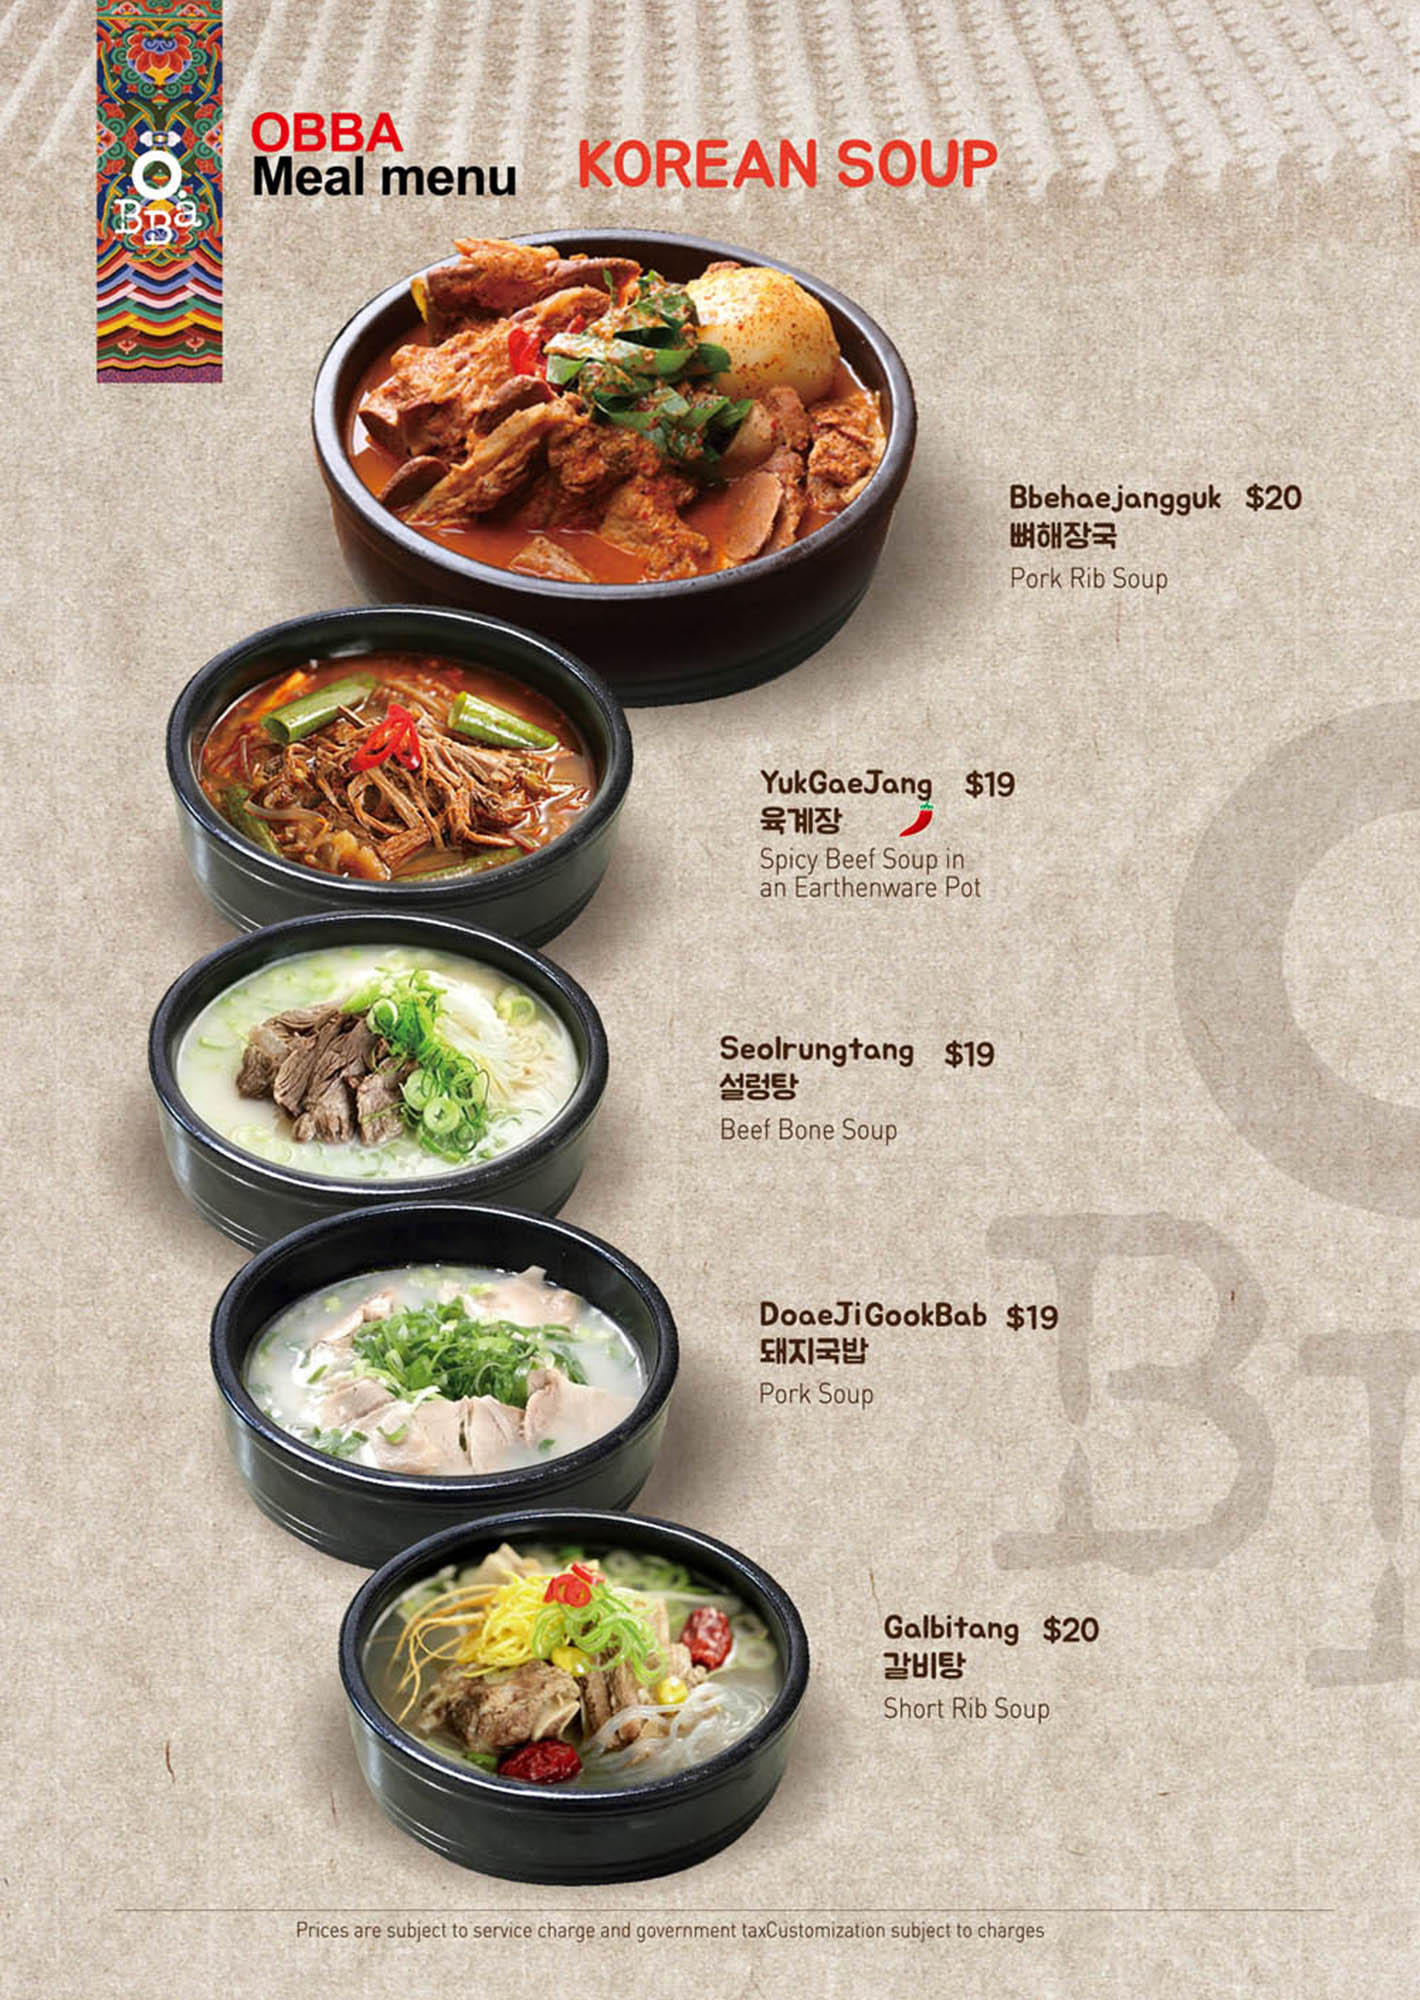 OBBA
Meal menu
KOREAN SOUP
O.
BBa
Bbehaejangguk $20
뼈해장국
Pork Rib Soup
YukGaeJang $19
육계장
Spicy Beef Soup in
an Earthenware Pot
Seolrungtang $19
설렁탕
Beef Bone Soup
DoaeJiGookBab $19
돼지국밥
Pork Soup
Galbitang $20
갈비탕
Short Rib Soup
Prices are subject to service charge and government taxCustomization subject to charges